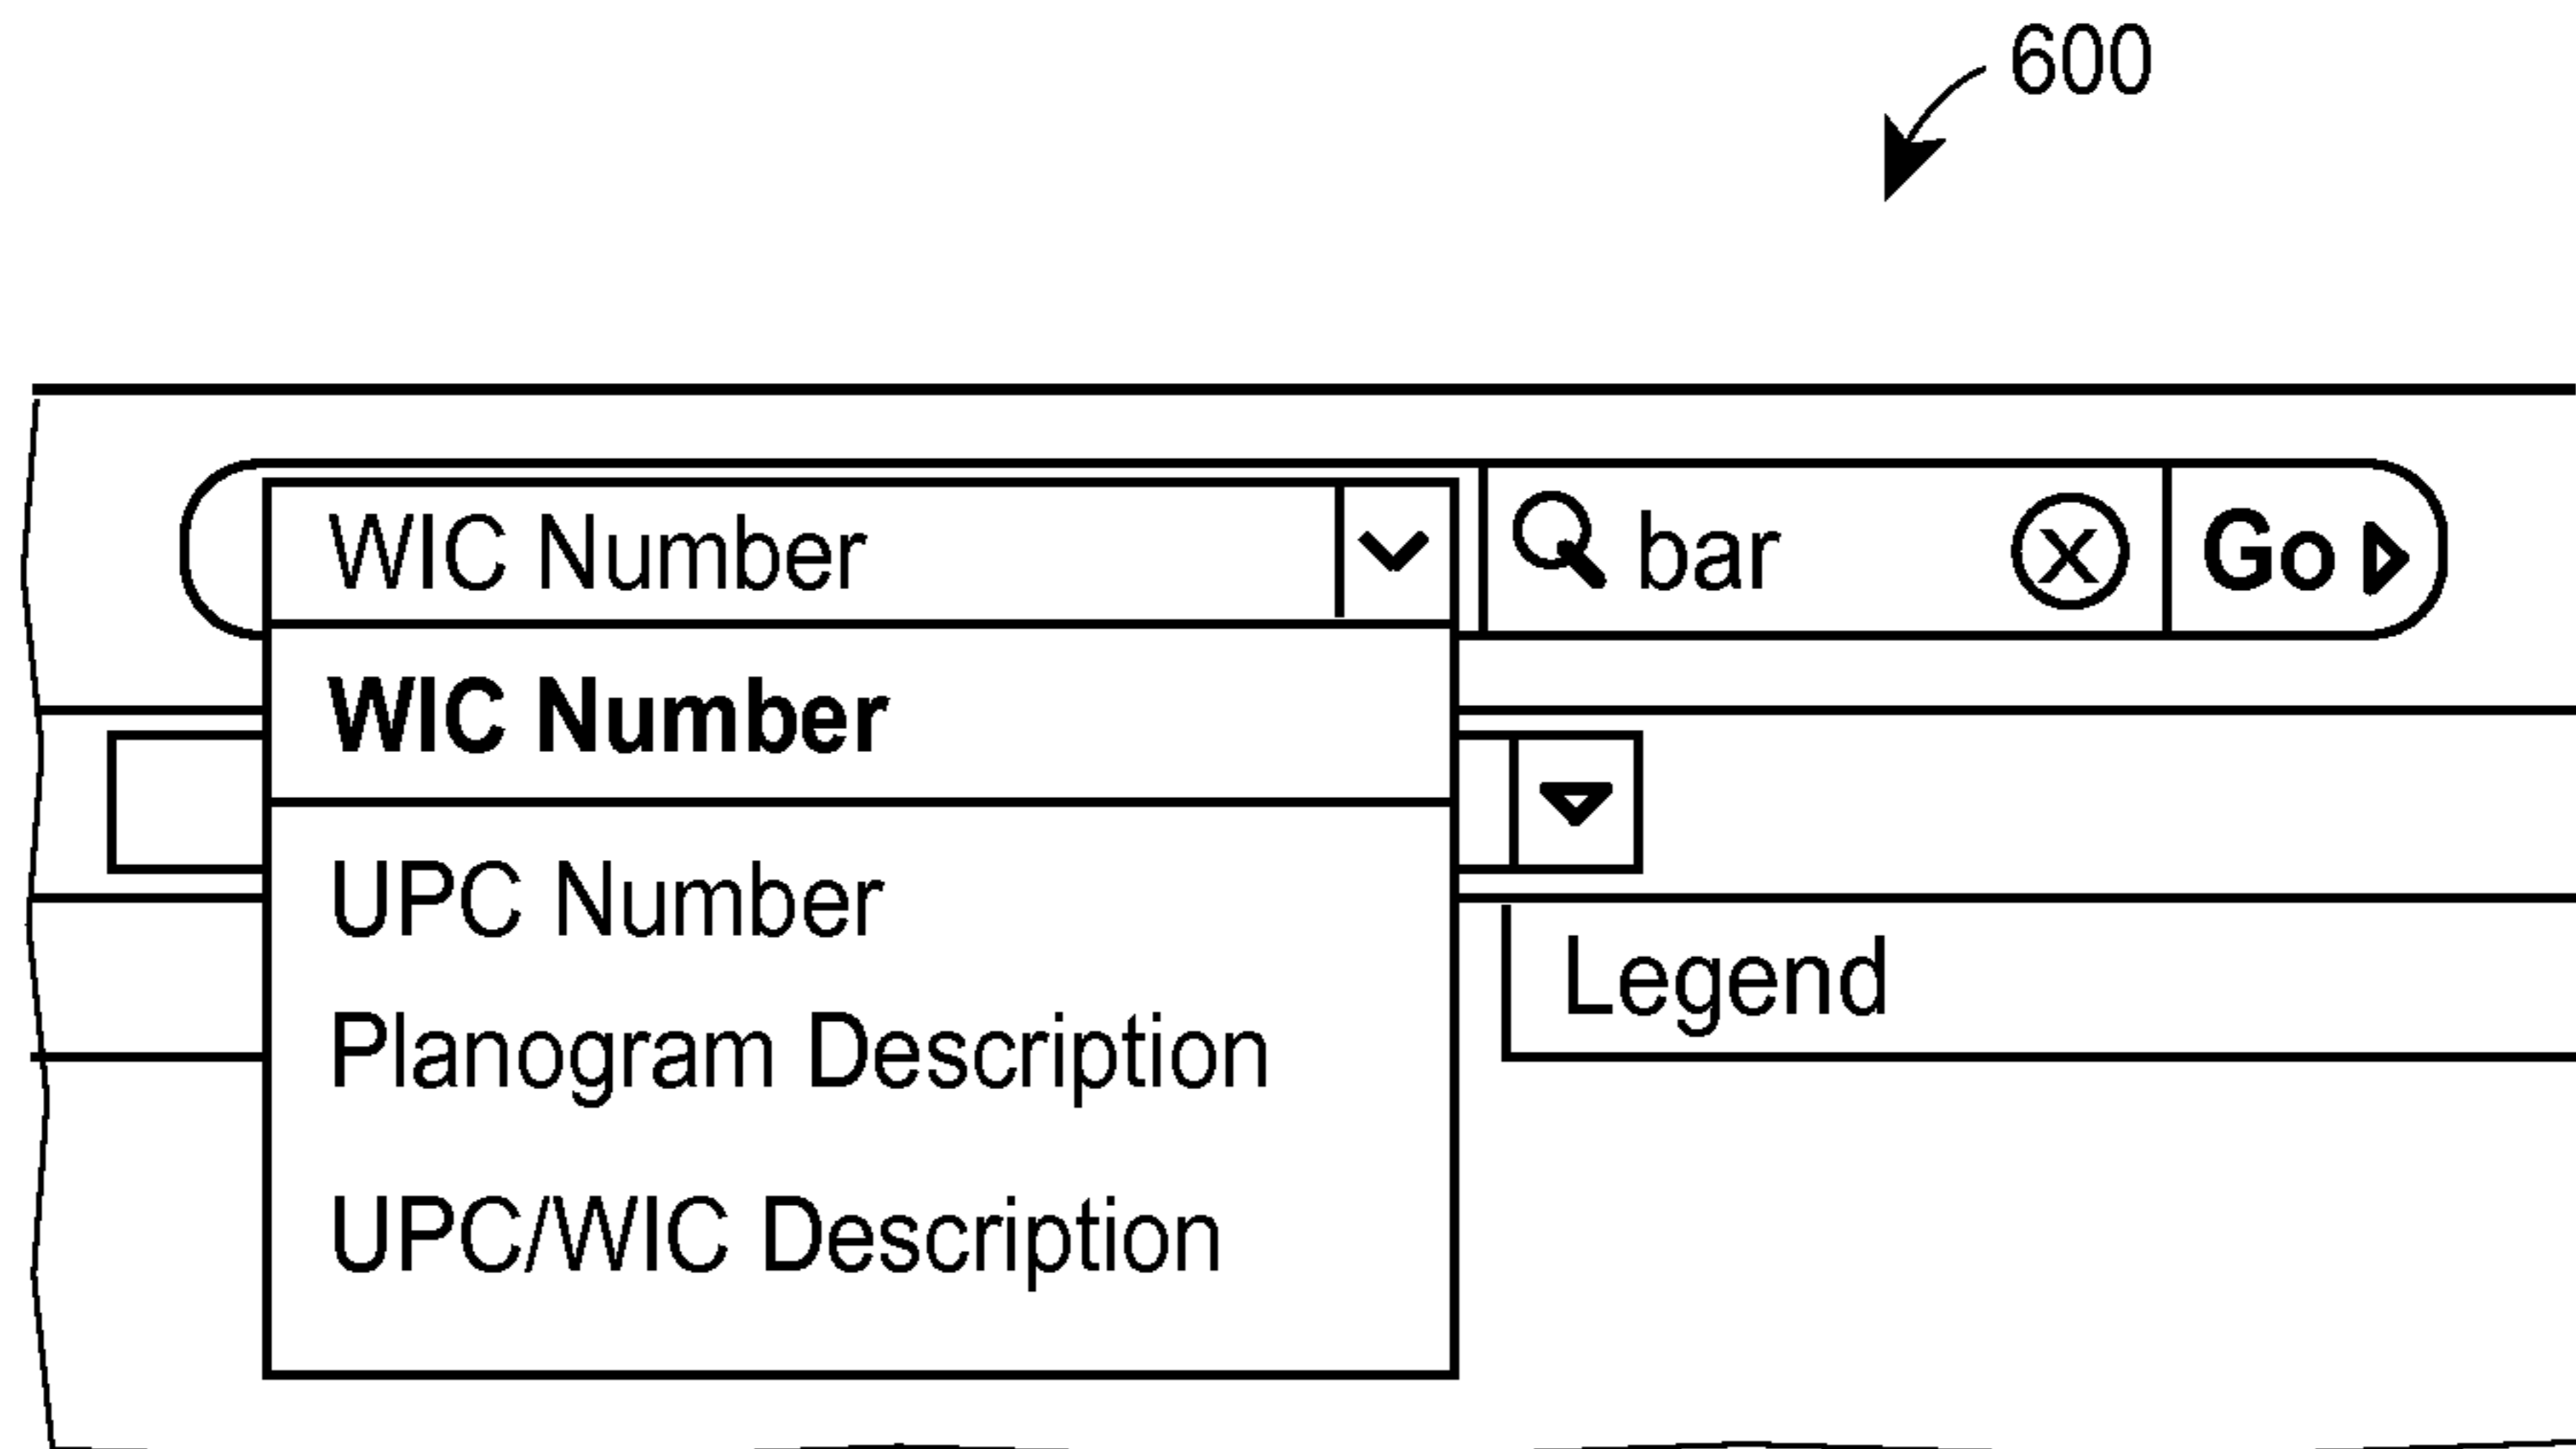 600
WIC Number bar X Go
WIC Number
UPC Number
Legend
Planogram Description
UPC/WIC Description